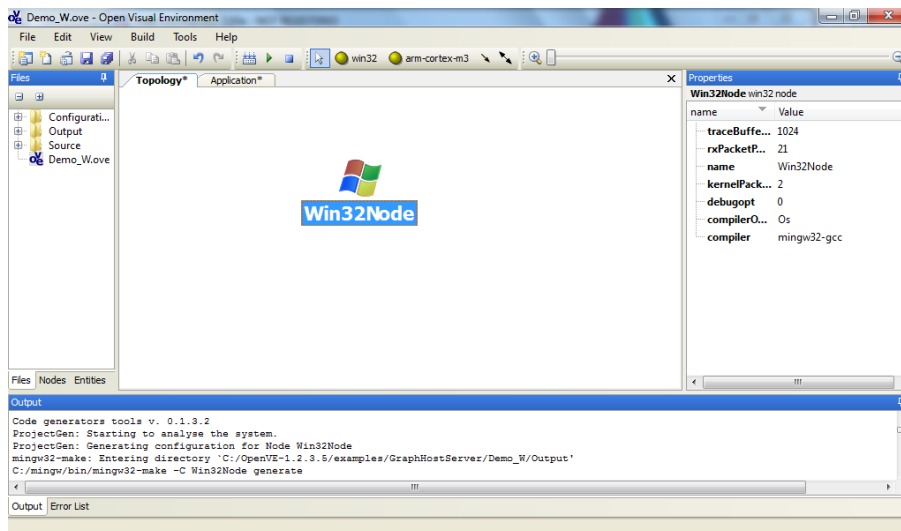 Demo_W.ove - Open Visual Environment
File Edit View Build Tools Help
win32 arm-cortex-m3
Files
Topology* Application*
Properties
Win32Node win32 node
name Value
Configurati...
Output
Source
Demo_W.ove
Win32Node
traceBuffe... 1024
rxPacketP... 21
name Win32Node
kernelPack... 2
debugopt 0
compilerO... Os
compiler mingw32-gcc
Files Nodes Entities
Output
Code generators tools v. 0.1.3.2
ProjectGen: Starting to analyse the system.
ProjectGen: Generating configuration for Node Win32Node
mingw32-make: Entering directory `C:/OpenVE-1.2.3.5/examples/GraphHostServer/Demo_W/Output'
C:/mingw/bin/mingw32-make -C Win32Node generate
Output Error List